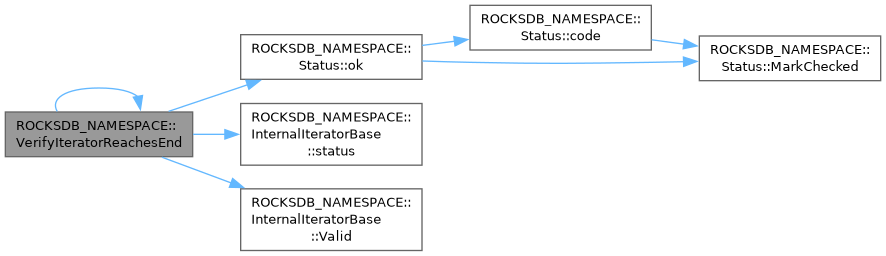 ROCKSDB_NAMESPACE::
VerifyIteratorReachesEnd
ROCKSDB_NAMESPACE::
Status::ok
ROCKSDB_NAMESPACE::
Status::code
ROCKSDB_NAMESPACE::
Status::MarkChecked
ROCKSDB_NAMESPACE::
InternalIteratorBase
::status
ROCKSDB_NAMESPACE::
InternalIteratorBase
::Valid